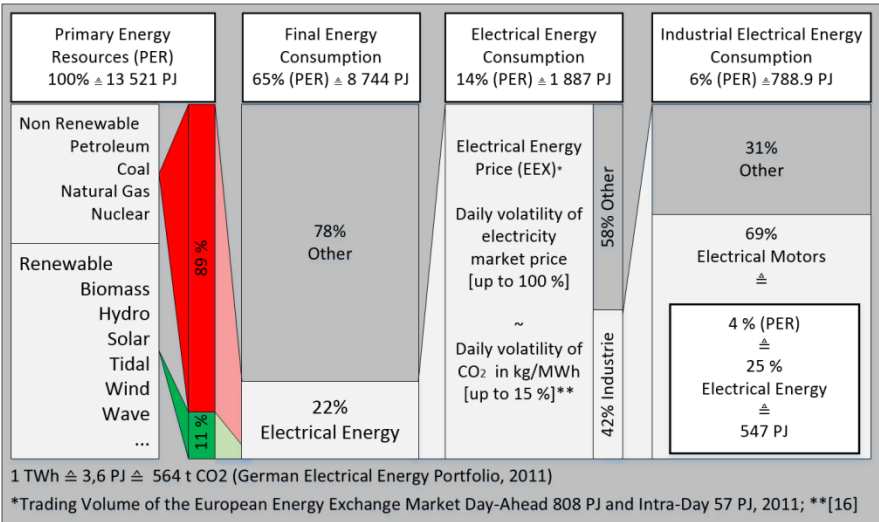 Primary Energy
Resources (PER)
100% ≙ 13 521 PJ
Final Energy
Consumption
65% (PER) ≙ 8 744 PJ
Electrical Energy
Consumption
14% (PER) ≙ 1 887 PJ
Industrial Electrical Energy
Consumption
6% (PER) ≙788.9 PJ
Non Renewable
Petroleum
Coal
Natural Gas
Nuclear
Renewable
Biomass
Hydro
Solar
Tidal
Wind
Wave
...
89 %
11 %
78%
Other
22%
Electrical Energy
Electrical Energy
Price (EEX)*
Daily volatility of
electricity
market price
[up to 100 %]
~
Daily volatility of
CO₂ in kg/MWh
[up to 15 %]**
58% Other
42% Industrie
31%
Other
69%
Electrical Motors
≙
4 % (PER)
≙
25 %
Electrical Energy
≙
547 PJ
1 TWh ≙ 3,6 PJ ≙ 564 t CO2 (German Electrical Energy Portfolio, 2011)
*Trading Volume of the European Energy Exchange Market Day-Ahead 808 PJ and Intra-Day 57 PJ, 2011; **[16]